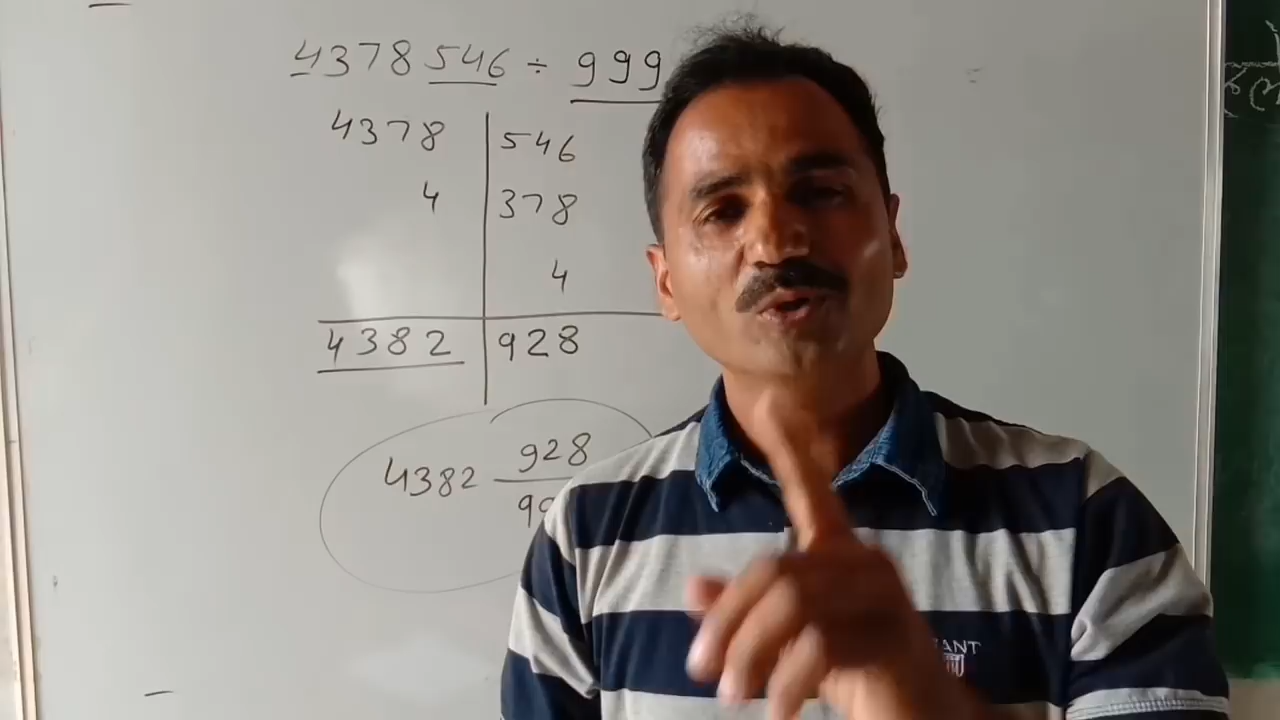 4378546 ÷ 999
4378 | 546
4 | 378
4
4382 | 928
4382 928